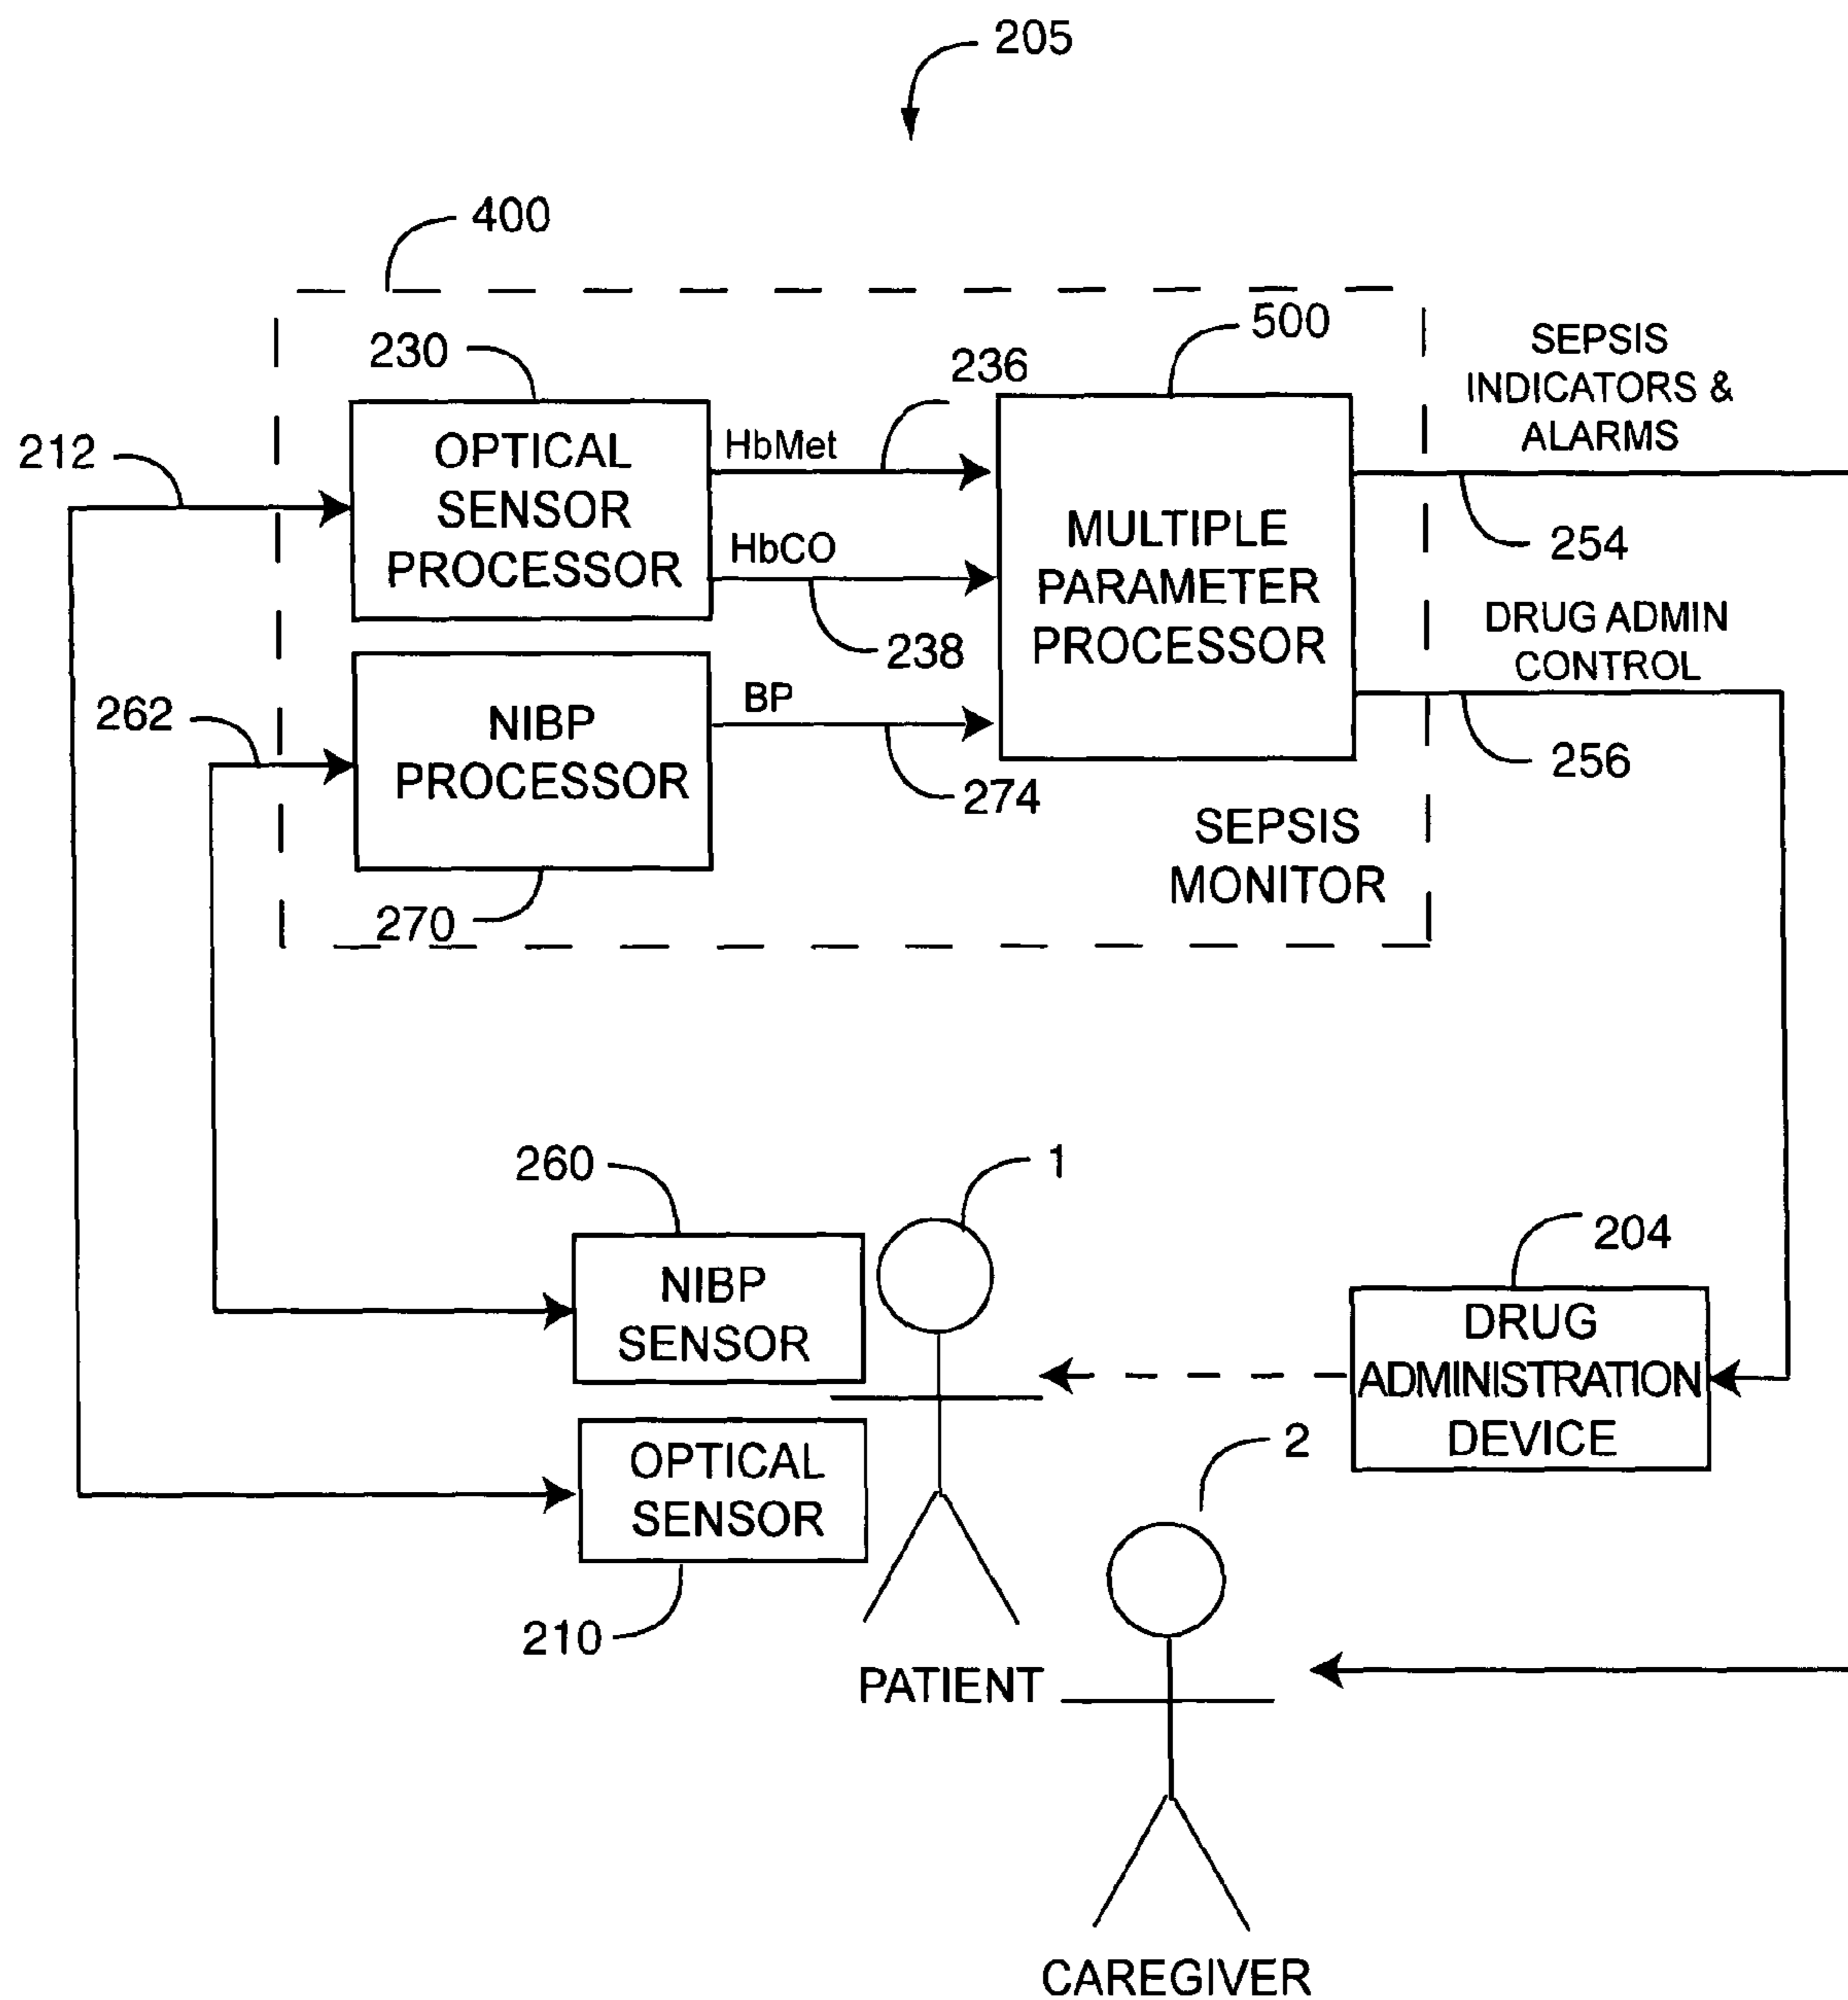 205
400
230
236
500
SEPSIS
INDICATORS &
ALARMS
212
OPTICAL
SENSOR
PROCESSOR
HbMet
HbCO
238
MULTIPLE
PARAMETER
PROCESSOR
254
DRUG ADMIN
CONTROL
262
NIBP
PROCESSOR
BP
274
256
SEPSIS
MONITOR
270
260
1
NIBP
SENSOR
204
DRUG
ADMINISTRATION
DEVICE
2
OPTICAL
SENSOR
210
PATIENT
CAREGIVER